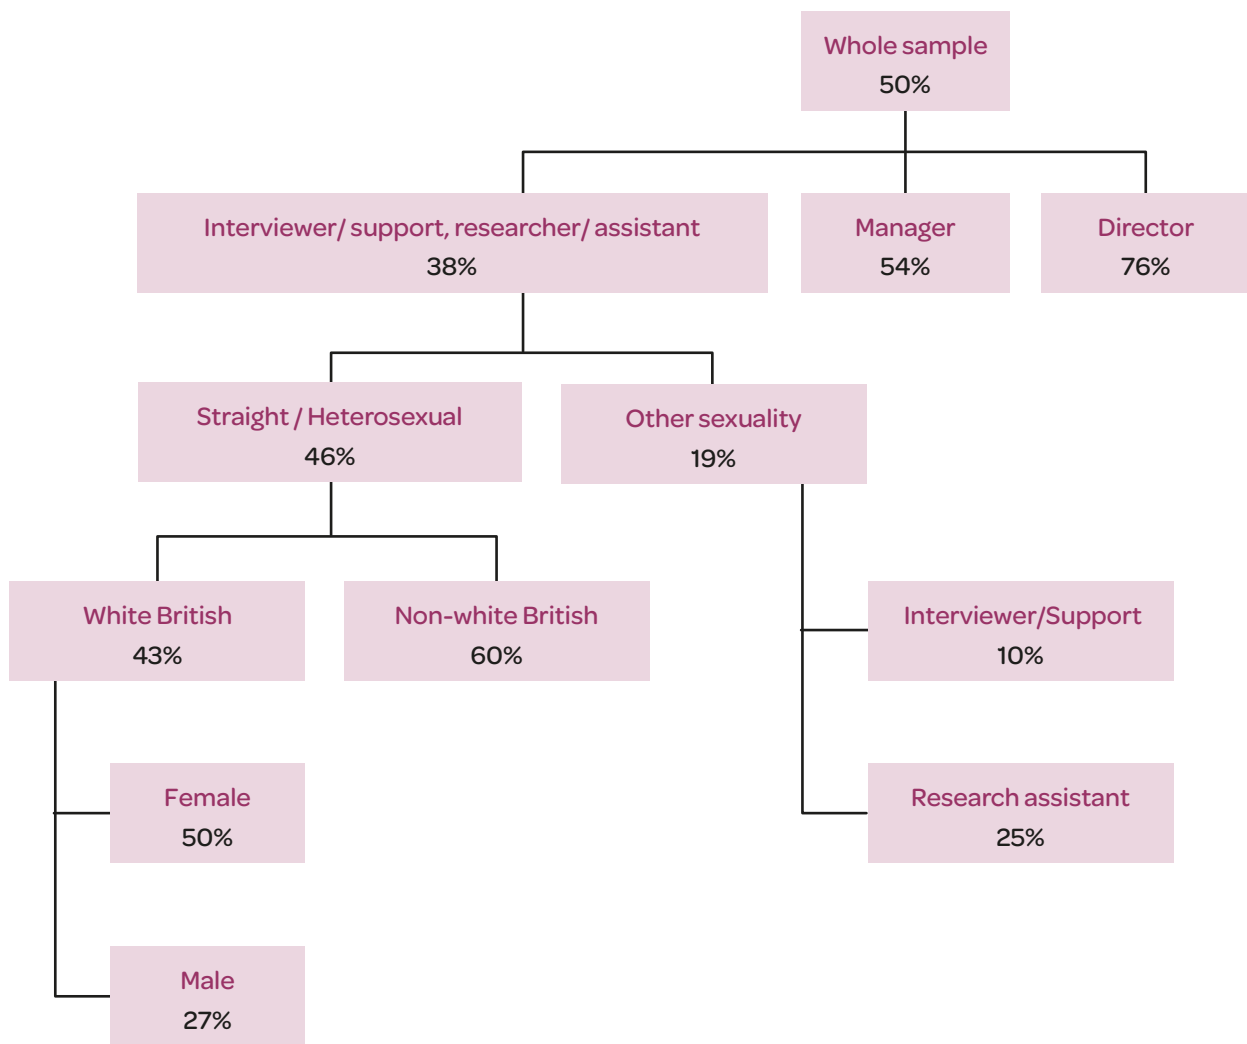 Whole sample
50%
Interviewer/ support, researcher/ assistant
38%
Manager
54%
Director
76%
Straight / Heterosexual
46%
Other sexuality
19%
White British
43%
Non-white British
60%
Interviewer/Support
10%
Female
50%
Research assistant
25%
Male
27%